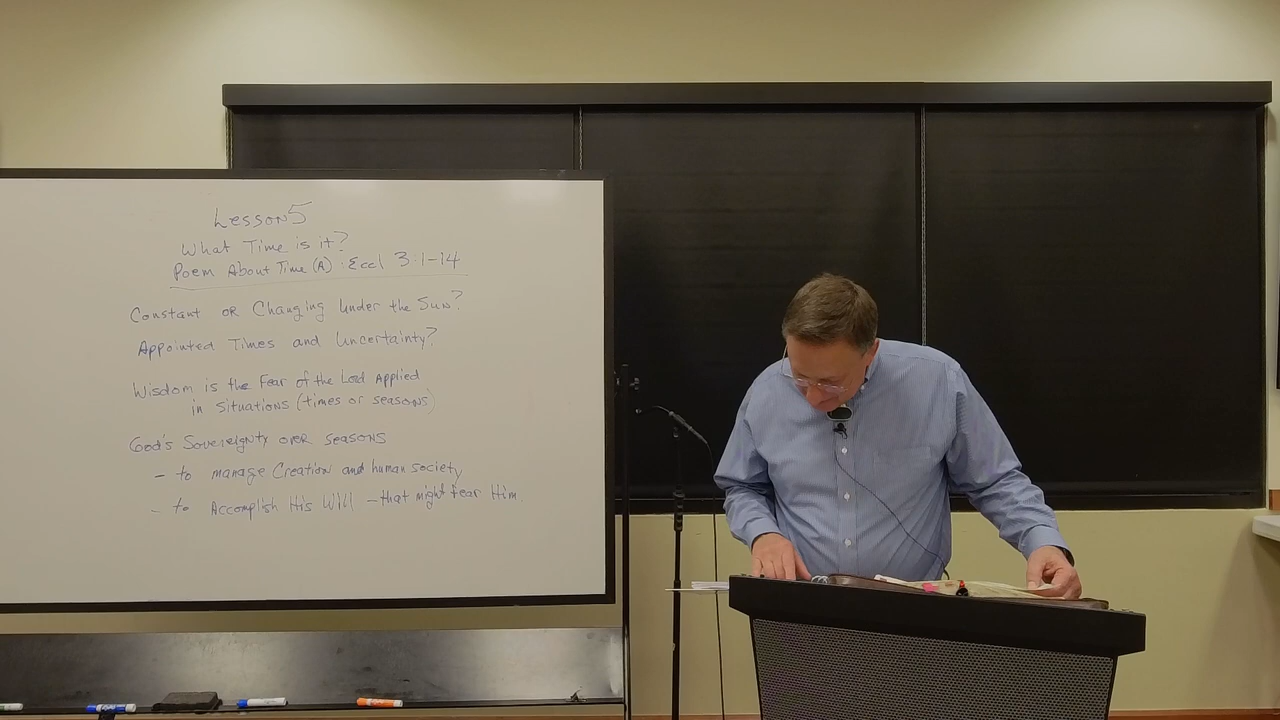 Lesson 5
What Time is it?
Poem About Time (A) : Eccl 3:1-14
Constant or Changing Under the Sun?
Appointed Times and Uncertainty?
Wisdom is the Fear of the Lord Applied
in Situations (times or seasons)
God's Sovereignty over seasons
- to manage Creation and human society
- to Accomplish His Will - that might fear Him.